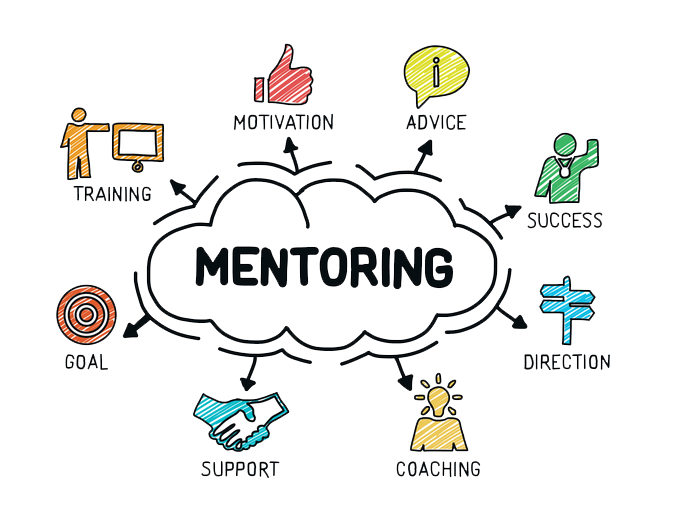 MOTIVATION
ADVICE
TRAINING
SUCCESS
MENTORING
GOAL
DIRECTION
SUPPORT
COACHING